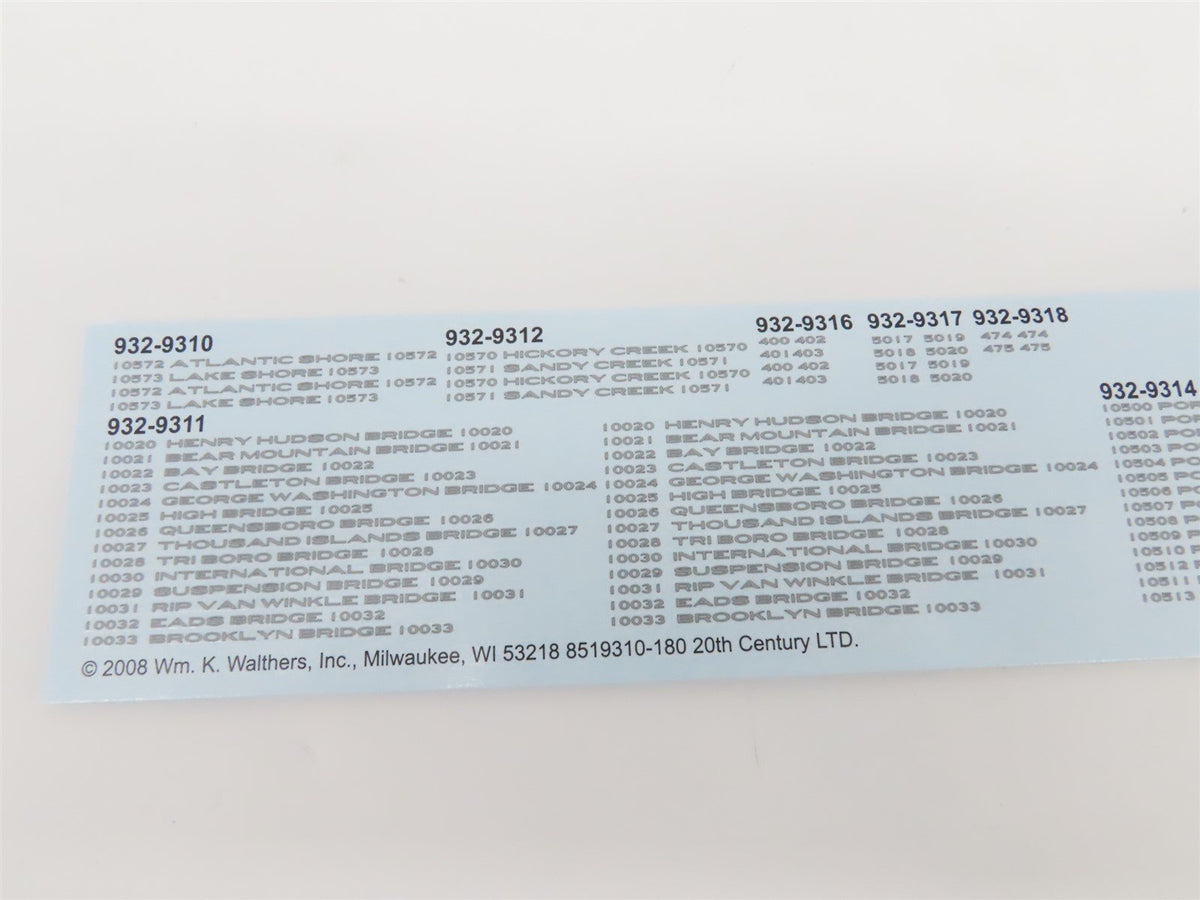 932-9310
10572 ATLANTIC SHORE 10572
10573 LAKE SHORE 10573
10572 ATLANTIC SHORE 10572
10573 LAKE SHORE 10573
932-9312
10570 HICKORY CREEK 10570
10571 SANDY CREEK 10571
10570 HICKORY CREEK 10570
10571 SANDY CREEK 10571
932-9316
400 402
401 403
400 402
401 403
932-9317
5017 5019
5018 5020
5017 5019
5018 5020
932-9318
474 474
475 475
932-9311
10020 HENRY HUDSON BRIDGE 10020
10021 BEAR MOUNTAIN BRIDGE 10021
10022 BAY BRIDGE 10022
10023 CASTLETON BRIDGE 10023
10024 GEORGE WASHINGTON BRIDGE 10024
10025 HIGH BRIDGE 10025
10026 QUEENSBORO BRIDGE 10026
10027 THOUSAND ISLANDS BRIDGE 10027
10028 TRI BORO BRIDGE 10028
10030 INTERNATIONAL BRIDGE 10030
10029 SUSPENSION BRIDGE 10029
10031 RIP VAN WINKLE BRIDGE 10031
10032 EADS BRIDGE 10032
10033 BROOKLYN BRIDGE 10033
10020 HENRY HUDSON BRIDGE 10020
10021 BEAR MOUNTAIN BRIDGE 10021
10022 BAY BRIDGE 10022
10023 CASTLETON BRIDGE 10023
10024 GEORGE WASHINGTON BRIDGE 10024
10025 HIGH BRIDGE 10025
10026 QUEENSBORO BRIDGE 10026
10027 THOUSAND ISLANDS BRIDGE 10027
10028 TRI BORO BRIDGE 10028
10030 INTERNATIONAL BRIDGE 10030
10029 SUSPENSION BRIDGE 10029
10031 RIP VAN WINKLE BRIDGE 10031
10032 EADS BRIDGE 10032
10033 BROOKLYN BRIDGE 10033
932-9314
10500 POR
10501 POR
10502 POR
10503 PO
10504 PO
10505 PO
10506 PO
10507 P
10508 P
10509 P
10510 P
10512 P
10511
10513
© 2008 Wm. K. Walthers, Inc., Milwaukee, WI 53218 8519310-180 20th Century LTD.